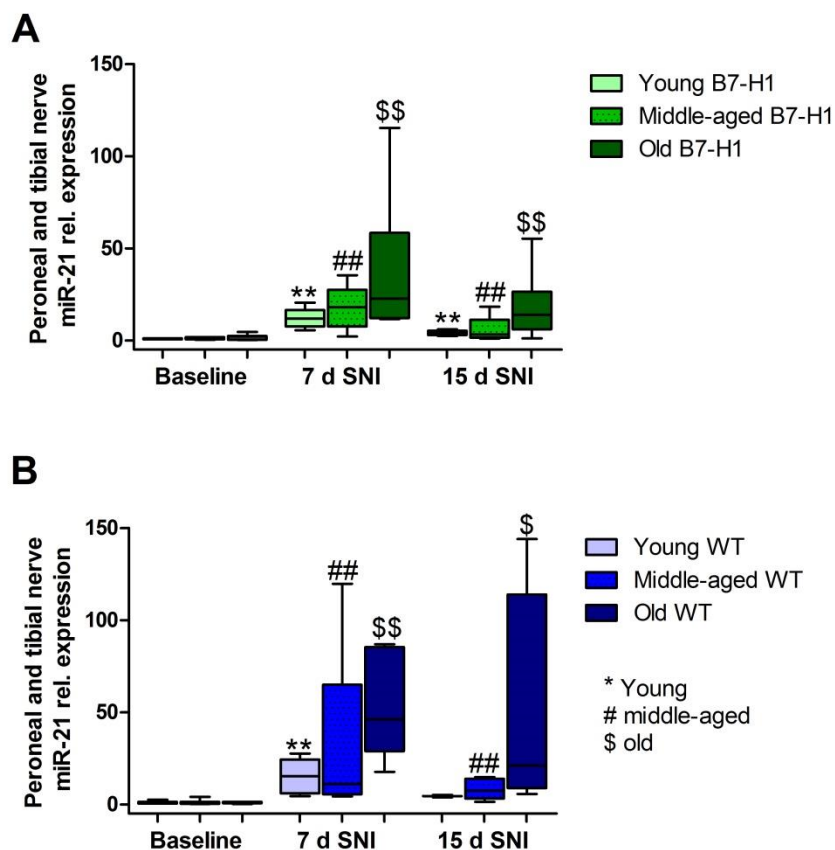 A
Peroneal and tibial nerve
miR-21 rel. expression
150
100
50
0
**
##
$$
**
##
$$
Baseline
7 d SNI
15 d SNI
Young B7-H1
Middle-aged B7-H1
Old B7-H1
B
Peroneal and tibial nerve
miR-21 rel. expression
150
100
50
0
**
##
$$
##
$
Baseline
7 d SNI
15 d SNI
Young WT
Middle-aged WT
Old WT
* Young
# middle-aged
$ old